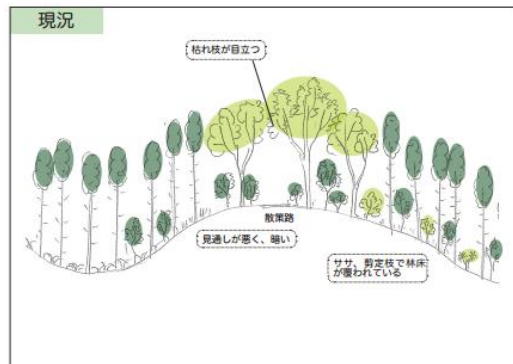 現況
枯れ枝が目立つ
散策路
見通しが悪く、暗い
ササ、剪定枝で林床
が覆われている